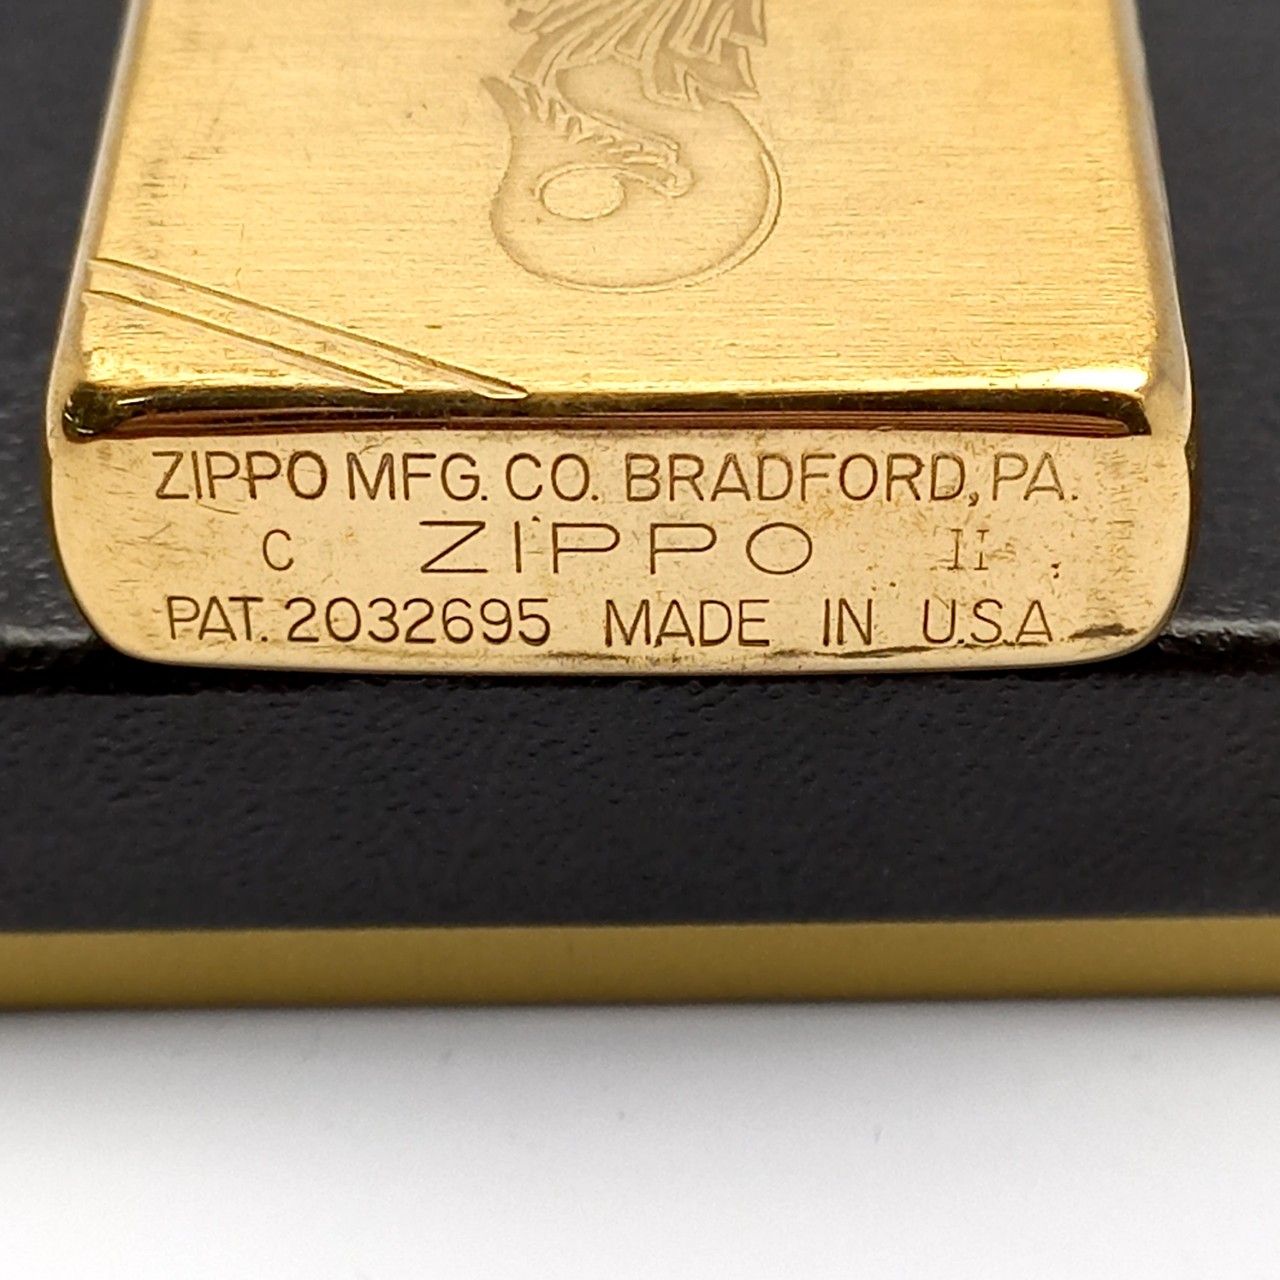 ZIPPO MFG. CO. BRADFORD, PA.
C ZIPPO II
PAT. 2032695 MADE IN U.S.A